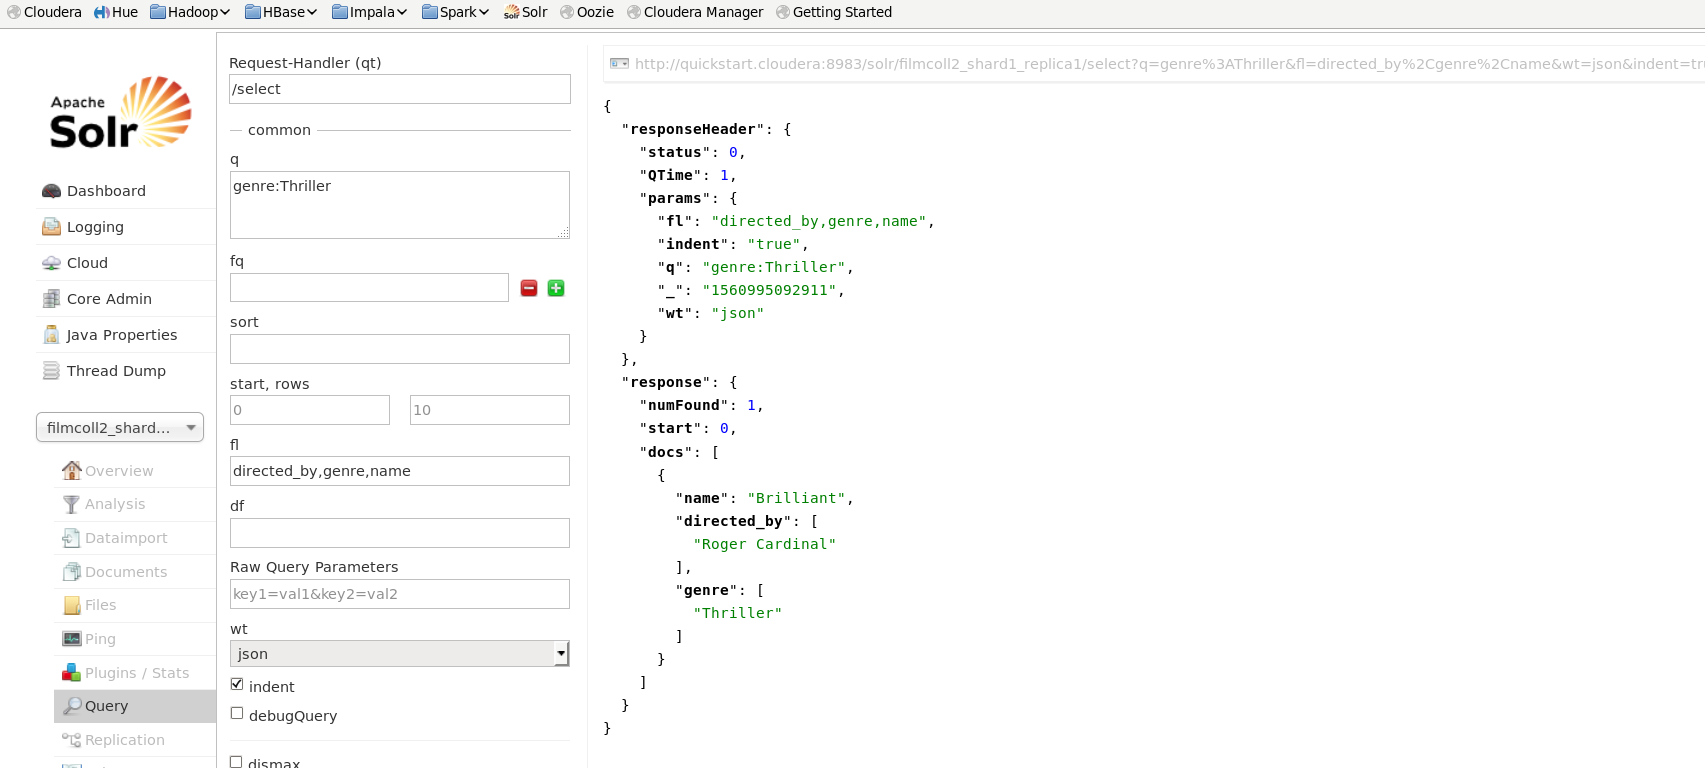 Cloudera Hue Hadoop HBase Impala Spark Solr Oozie Cloudera Manager Getting Started
Apache
Solr
Dashboard
Logging
Cloud
Core Admin
Java Properties
Thread Dump
filmcoll2_shard...
Overview
Analysis
Dataimport
Documents
Files
Ping
Plugins / Stats
Query
Replication
Request-Handler (qt)
/select
common
q
genre:Thriller
fq
sort
start, rows
0 10
fl
directed_by,genre,name
df
Raw Query Parameters
key1=val1&key2=val2
wt
json
indent
debugQuery
dismax
http://quickstart.cloudera:8983/solr/filmcoll2_shard1_replica1/select?q=genre%3AThriller&fl=directed_by%2Cgenre%2Cname&wt=json&indent=tr
{
"responseHeader": {
"status": 0,
"QTime": 1,
"params": {
"fl": "directed_by,genre,name",
"indent": "true",
"q": "genre:Thriller",
"_": "1560995092911",
"wt": "json"
}
},
"response": {
"numFound": 1,
"start": 0,
"docs": [
{
"name": "Brilliant",
"directed_by": [
"Roger Cardinal"
],
"genre": [
"Thriller"
]
}
]
}
}